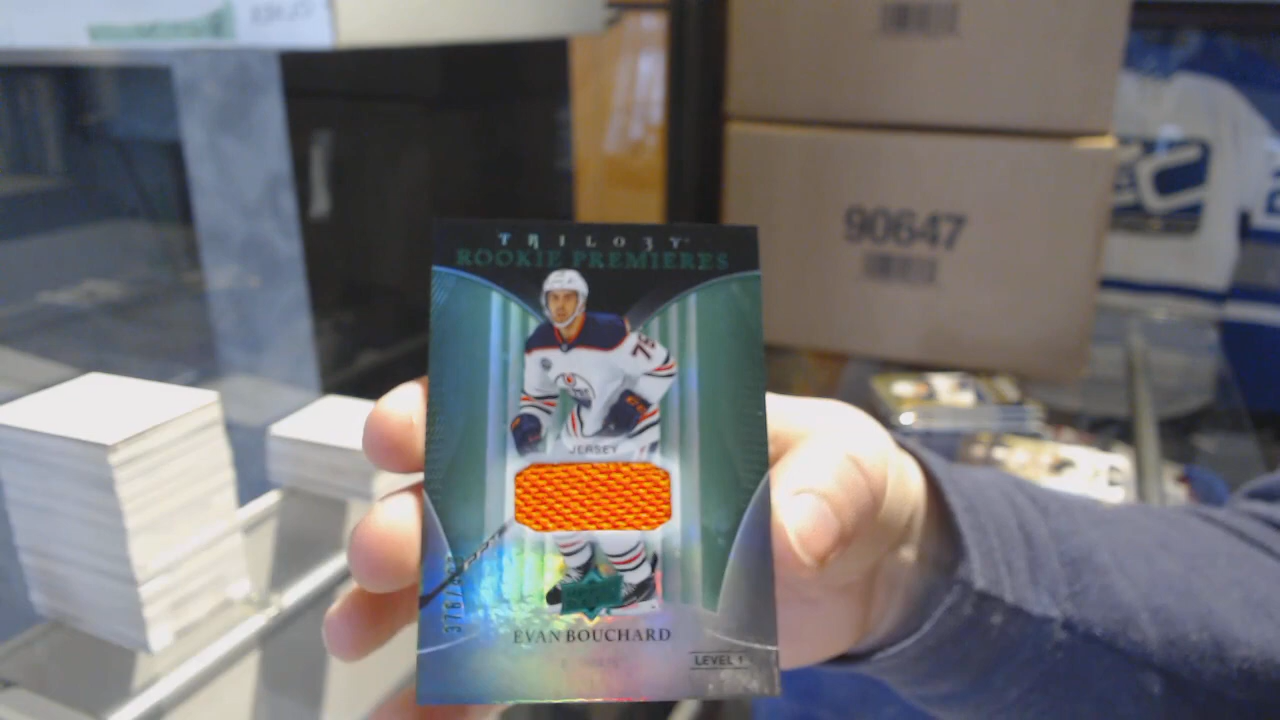 90647
TRILOGY
ROOKIE PREMIERES
JERSEY
EVAN BOUCHARD
LEVEL 1